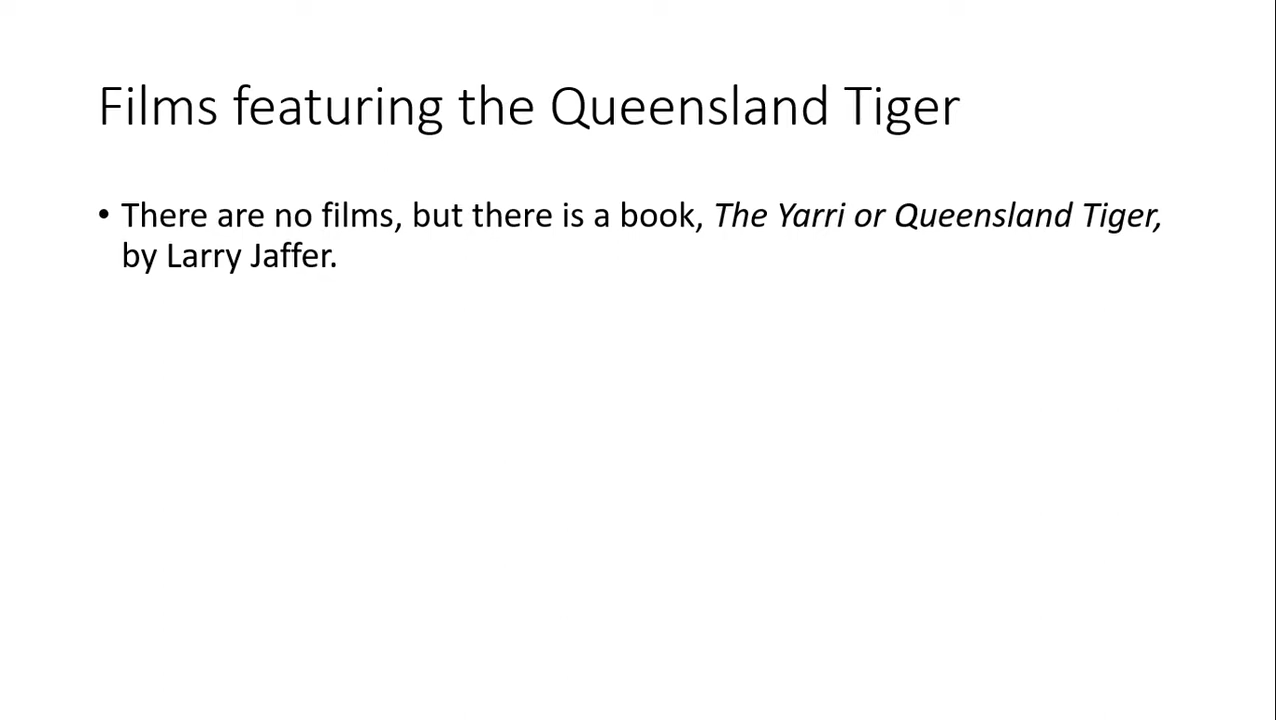 Films featuring the Queensland Tiger
• There are no films, but there is a book, The Yarri or Queensland Tiger,
by Larry Jaffer.